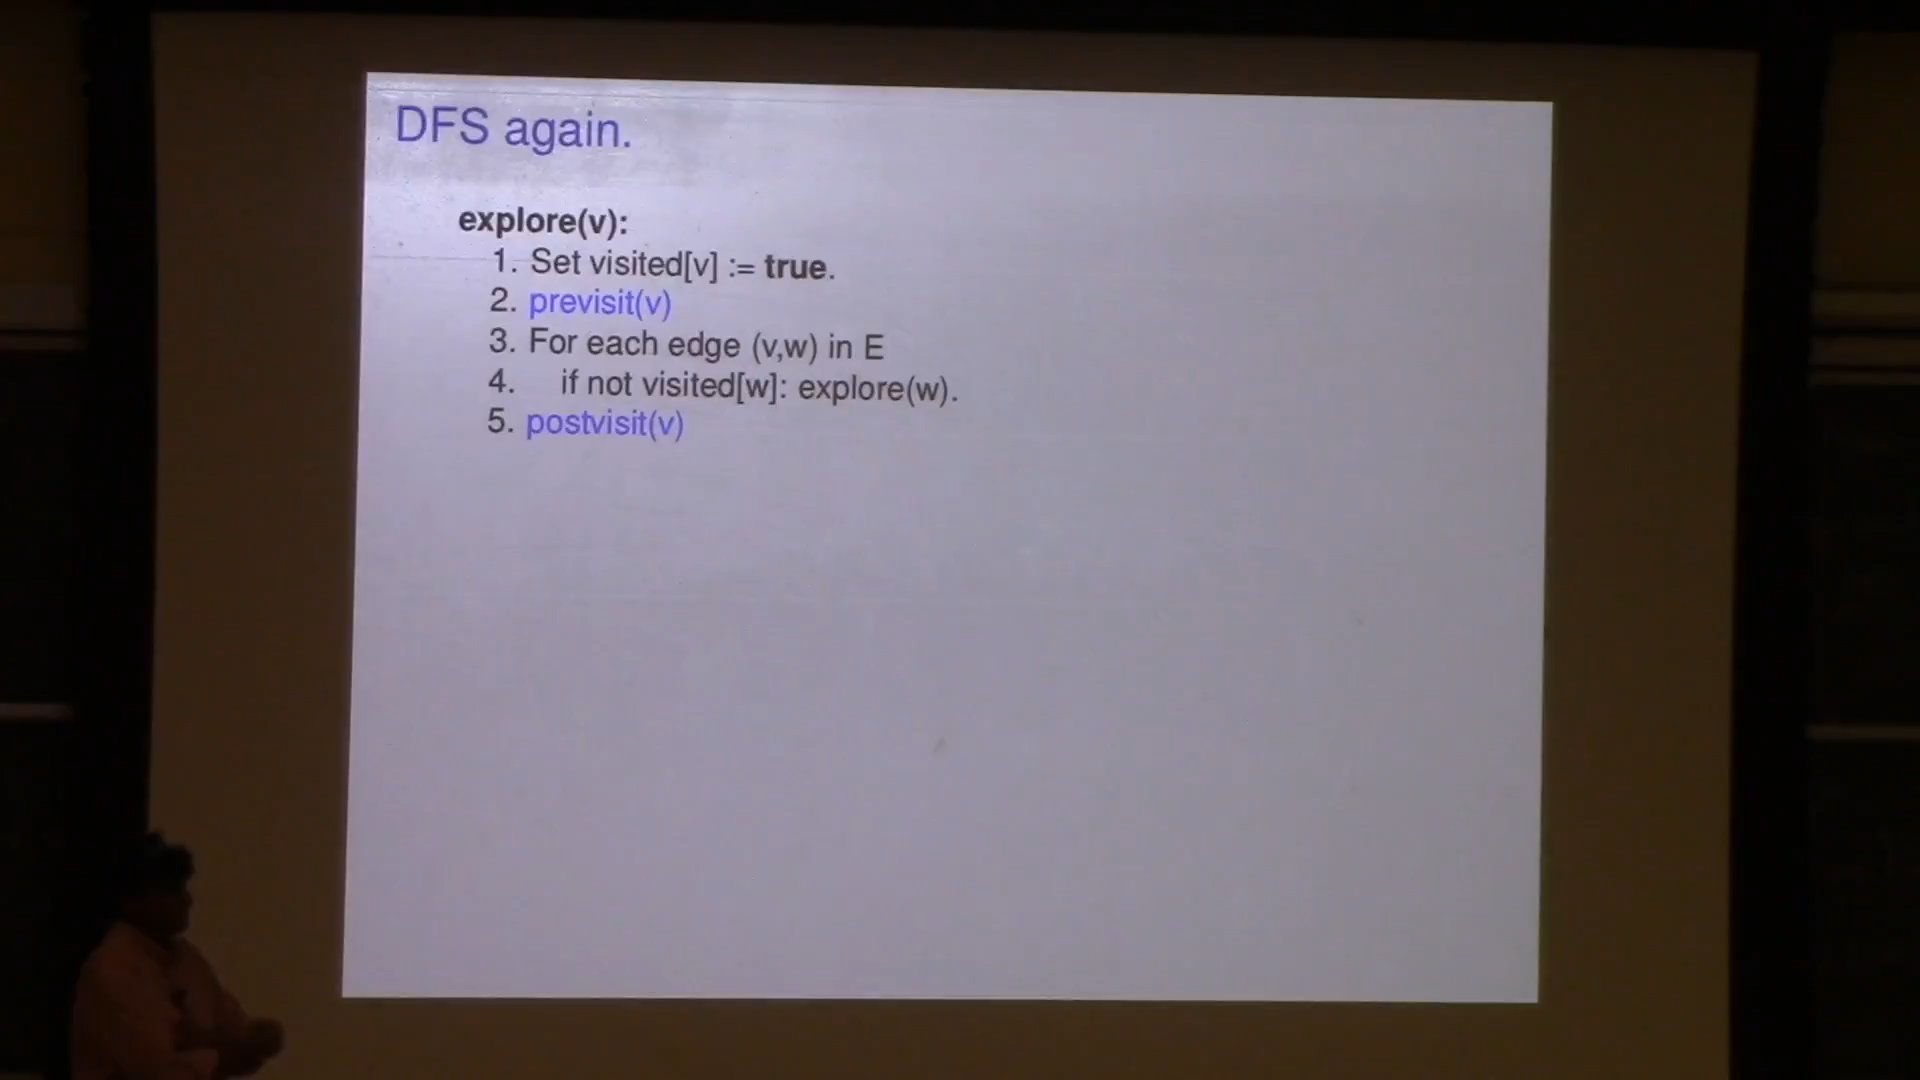 DFS again.
explore(v):
1. Set visited[v] := true.
2. previsit(v)
3. For each edge (v,w) in E
4. if not visited[w]: explore(w).
5. postvisit(v)